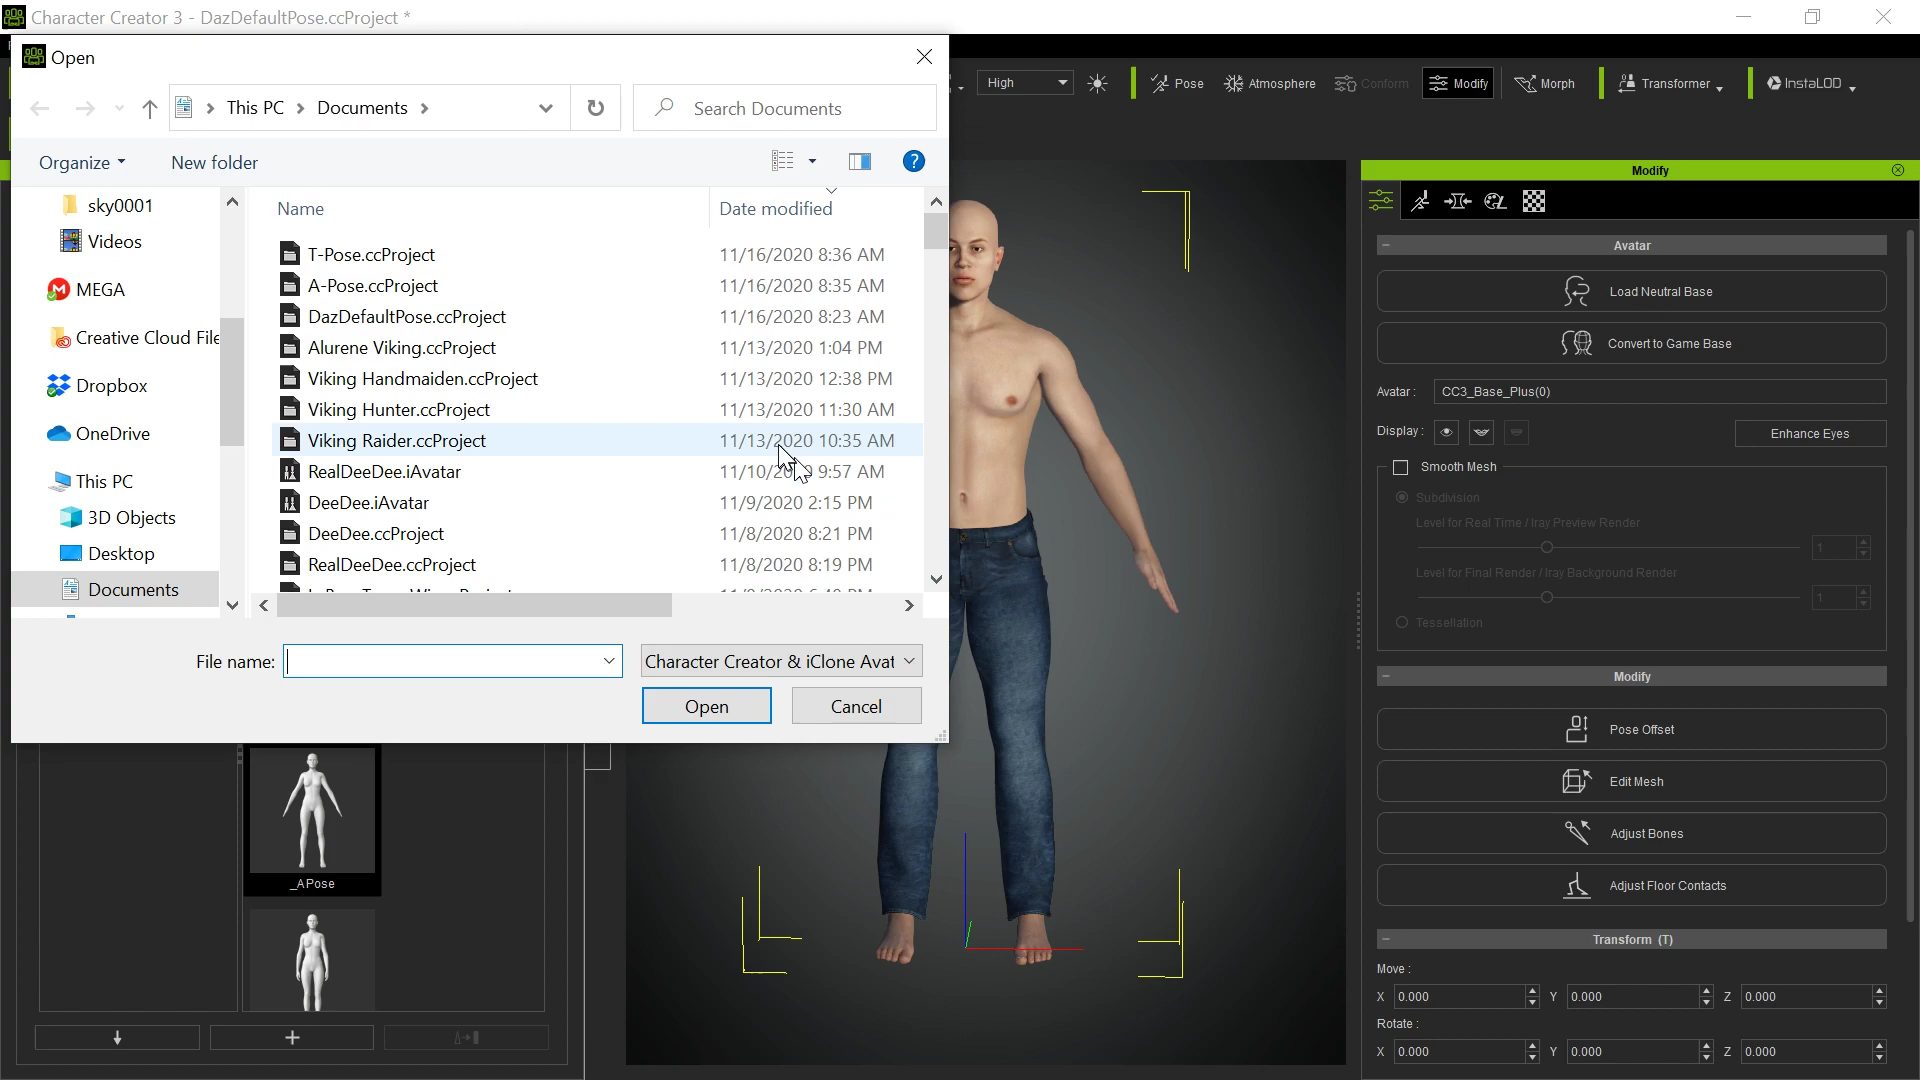 Character Creator 3 - DazDefaultPose.ccProject *
Open
High
Pose
Atmosphere
Conform
Modify
Morph
Transformer
InstaLOD
This PC > Documents >
Search Documents
Organize
New folder
sky0001
Videos
MEGA
Creative Cloud File
Dropbox
OneDrive
This PC
3D Objects
Desktop
Documents
Name
Date modified
T-Pose.ccProject 11/16/2020 8:36 AM
A-Pose.ccProject 11/16/2020 8:35 AM
DazDefaultPose.ccProject 11/16/2020 8:23 AM
Alurene Viking.ccProject 11/13/2020 1:04 PM
Viking Handmaiden.ccProject 11/13/2020 12:38 PM
Viking Hunter.ccProject 11/13/2020 11:30 AM
Viking Raider.ccProject 11/13/2020 10:35 AM
RealDeeDee.iAvatar 11/10/2020 9:57 AM
DeeDee.iAvatar 11/9/2020 2:15 PM
DeeDee.ccProject 11/8/2020 8:21 PM
RealDeeDee.ccProject 11/8/2020 8:19 PM
File name:
Character Creator & iClone Avat
Open
Cancel
_APose
Modify
Avatar
Load Neutral Base
Convert to Game Base
Avatar : CC3_Base_Plus(0)
Display :
Enhance Eyes
Smooth Mesh
Subdivision
Level for Real Time / Iray Preview Render
1
Level for Final Render / Iray Background Render
1
Tessellation
Modify
Pose Offset
Edit Mesh
Adjust Bones
Adjust Floor Contacts
Transform (T)
Move :
X 0.000 Y 0.000 Z 0.000
Rotate :
X 0.000 Y 0.000 Z 0.000